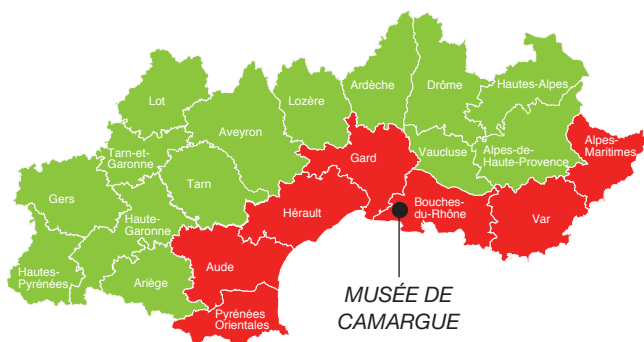 Ardèche
Drôme
Hautes-Alpes
Lot
Lozère
Aveyron
Alpes-
Maritimes
Tarn-et-
Garonne
Gard
Vaucluse
Alpes-de-
Haute-Provence
Tarn
Gers
Hérault
Bouches-
du-Rhône
Var
Haute-
Garonne
Aude
Hautes-
Pyrénées
Ariège
Pyrénées
Orientales
MUSÉE DE
CAMARGUE